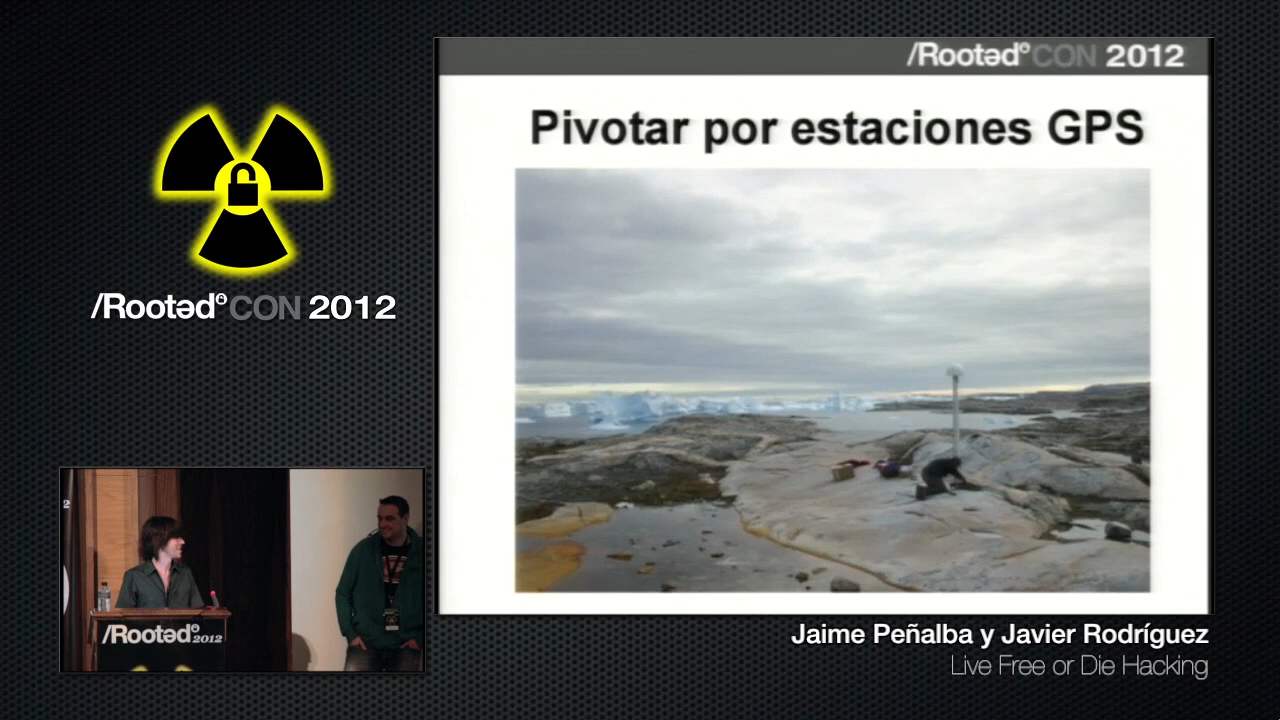 /Rootəd CON 2012
Pivotar por estaciones GPS
/Rootəd CON 2012
/Rootəd 2012
Jaime Peñalba y Javier Rodríguez
Live Free or Die Hacking